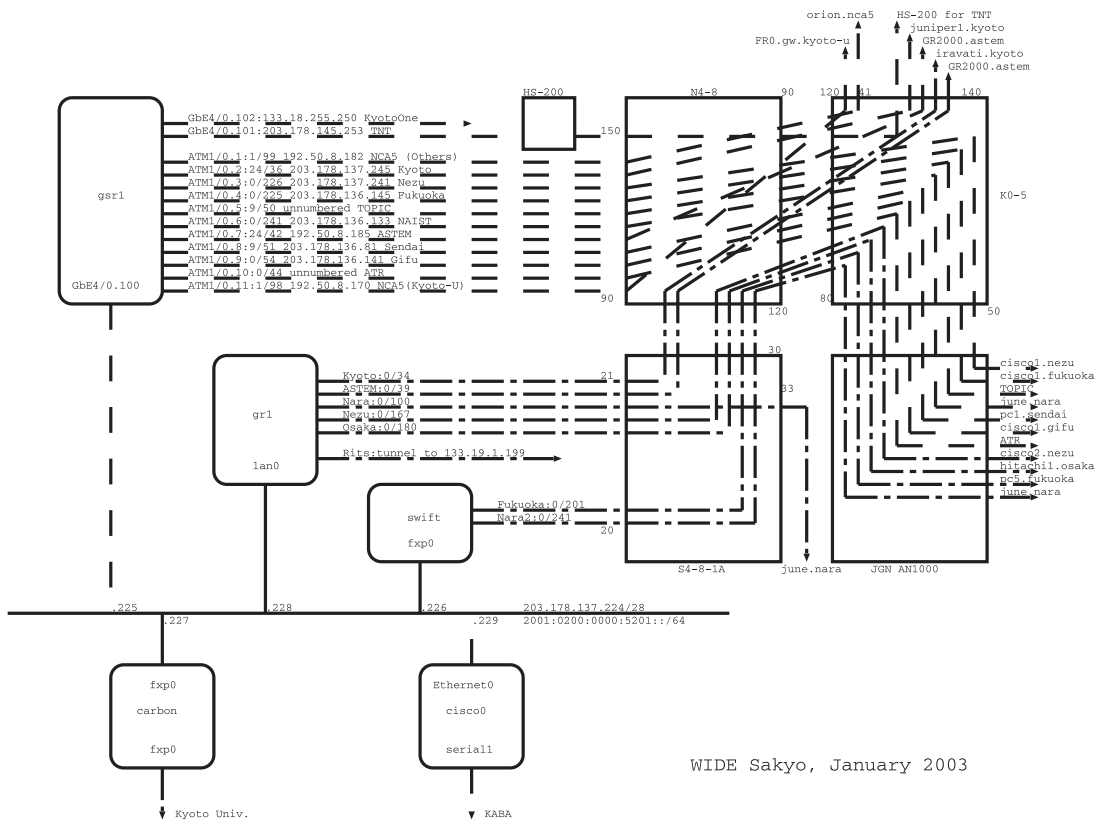 orion.nca5 HS-200 for TNT
juniper1.kyoto
FR0.gw.kyoto-u GR2000.astem
iravati.kyoto
GR2000.astem
HS-200 N4-8 90 120 141 140
GbE4/0.102:133.18.255.250 KyotoOne
GbE4/0.101:203.178.145.253 TNT
150
ATM1/0.1:1/99 192.50.8.182 NCA5 (Others)
ATM1/0.2:24/36 203.178.137.245 Kyoto
ATM1/0.3:0/226 203.178.137.241 Nezu
gsr1
ATM1/0.4:0/225 203.178.136.145 Fukuoka
K0-5
ATM1/0.5:9/50 unnumbered TOPIC
ATM1/0.6:0/241 203.178.136.133 NAIST
ATM1/0.7:24/42 192.50.8.185 ASTEM
ATM1/0.8:9/51 203.178.136.81 Sendai
ATM1/0.9:0/54 203.178.136.141 Gifu
ATM1/0.10:0/44 unnumbered ATR
GbE4/0.100
ATM1/0.11:1/98 192.50.8.170 NCA5(Kyoto-U)
90 80
120 50
30
cisco1.nezu
Kyoto:0/34 21 cisco1.fukuoka
ASTEM:0/39 33 TOPIC
Nara:0/100 june.nara
gr1 Nezu:0/167 pc1.sendai
Osaka:0/180 cisco1.gifu
ATR
Rits:tunnel to 133.19.1.199 cisco2.nezu
lan0 hitachi1.osaka
pc5.fukuoka
june.nara
Fukuoka:0/201
swift Nara2:0/241
20
fxp0
S4-8-1A june.nara JGN AN1000
.225 .228 .226 203.178.137.224/28
.227 .229 2001:0200:0000:5201::/64
fxp0 Ethernet0
carbon cisco0
fxp0 serial1
WIDE Sakyo, January 2003
Kyoto Univ. KABA